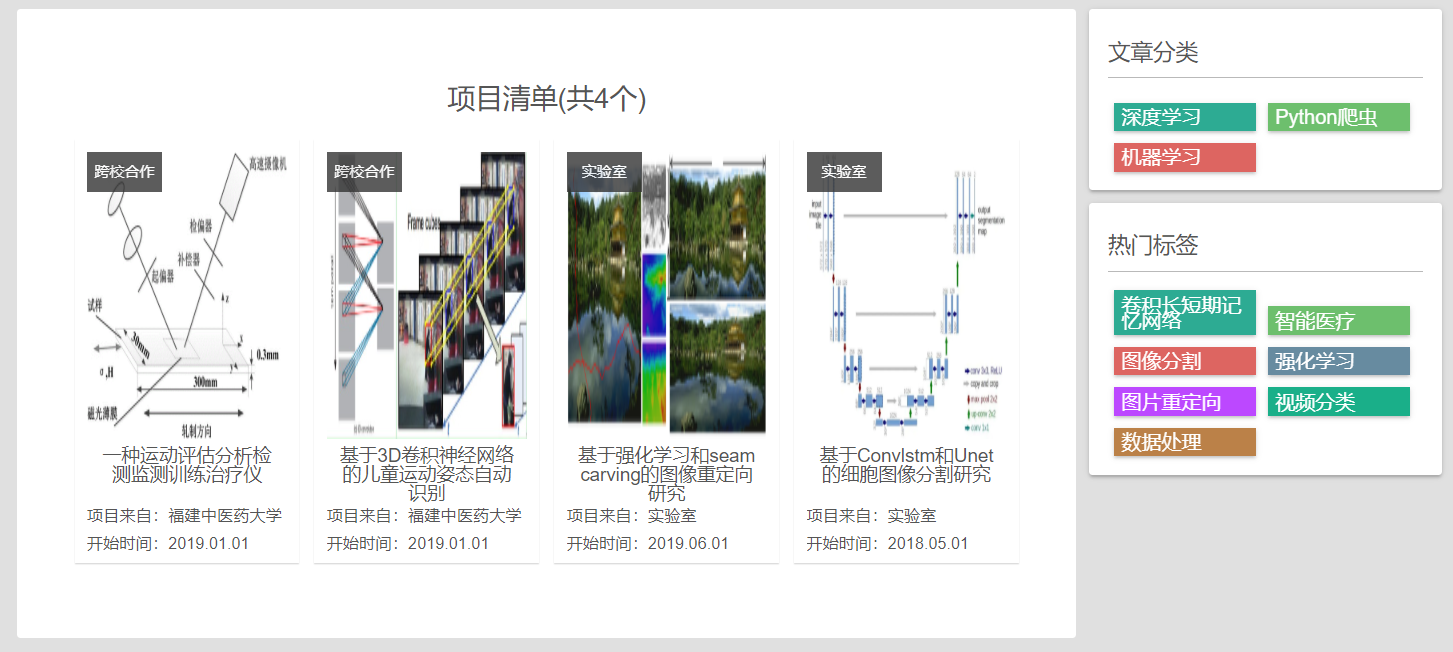 项目清单(共4个)
跨校合作
高速摄像机
检偏器
补偿器
起偏器
试样
z
x
y
30mm
0.3mm
σ,H
300mm
磁光薄膜
轧制方向
一种运动评估分析检
测监测训练治疗仪
项目来自：福建中医药大学
开始时间：2019.01.01
跨校合作
Frame cubes
基于3D卷积神经网络
的儿童运动姿态自动
识别
项目来自：福建中医药大学
开始时间：2019.01.01
实验室
基于强化学习和seam
carving的图像重定向
研究
项目来自：实验室
开始时间：2019.06.01
实验室
input
image
tile
output
segmentation
map
conv 3x3, ReLU
copy and crop
max pool 2x2
up-conv 2x2
conv 1x1
基于Convlstm和Unet
的细胞图像分割研究
项目来自：实验室
开始时间：2018.05.01
文章分类
深度学习
Python爬虫
机器学习
热门标签
卷积长短期记
忆网络
智能医疗
图像分割
强化学习
图片重定向
视频分类
数据处理